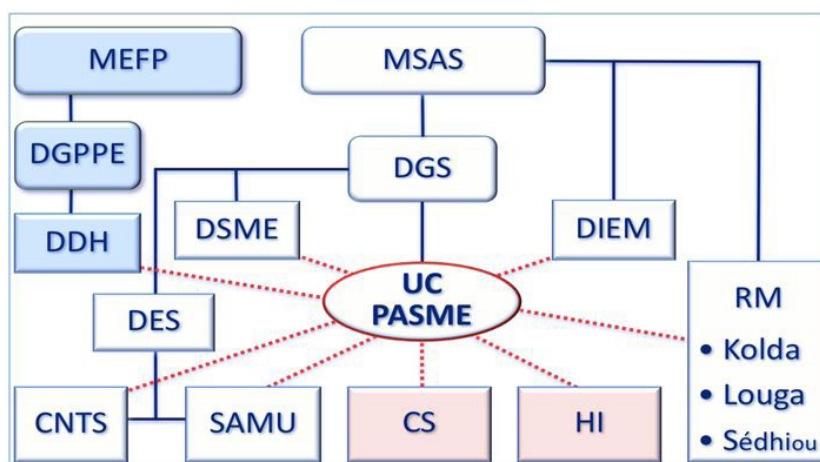 MEFP
MSAS
DGPPE
DGS
DDH
DSME
DIEM
UC
PASME
DES
RM
• Kolda
• Louga
• Sédhiou
CNTS
SAMU
CS
HI